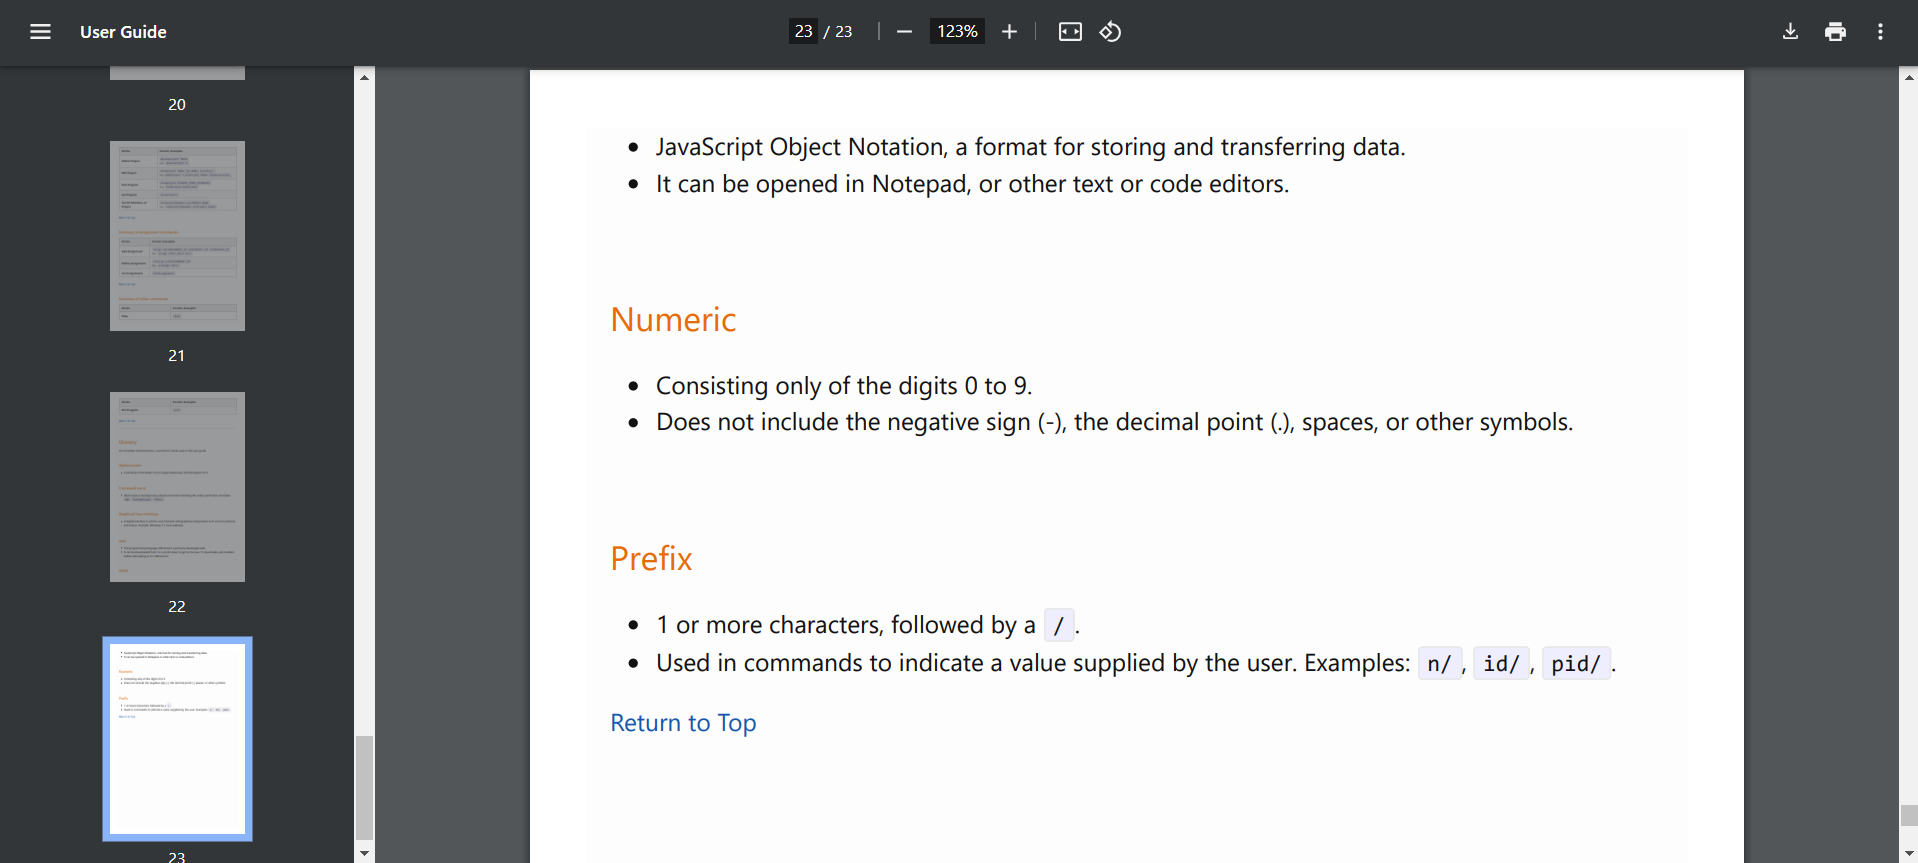 User Guide
23 / 23
123%
20
21
22
23
JavaScript Object Notation, a format for storing and transferring data.
It can be opened in Notepad, or other text or code editors.
Numeric
Consisting only of the digits 0 to 9.
Does not include the negative sign (-), the decimal point (.), spaces, or other symbols.
Prefix
1 or more characters, followed by a / .
Used in commands to indicate a value supplied by the user. Examples: n/ , id/ , pid/ .
Return to Top